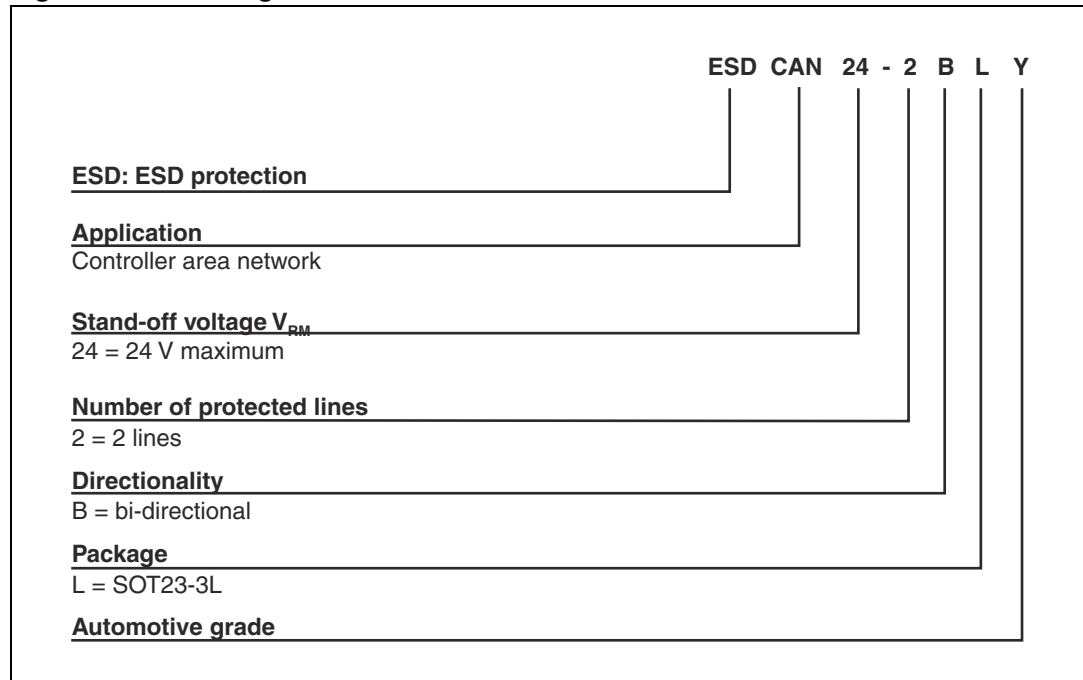 ESD CAN 24 - 2 B L Y
ESD: ESD protection
Application
Controller area network
Stand-off voltage VRM
24 = 24 V maximum
Number of protected lines
2 = 2 lines
Directionality
B = bi-directional
Package
L = SOT23-3L
Automotive grade